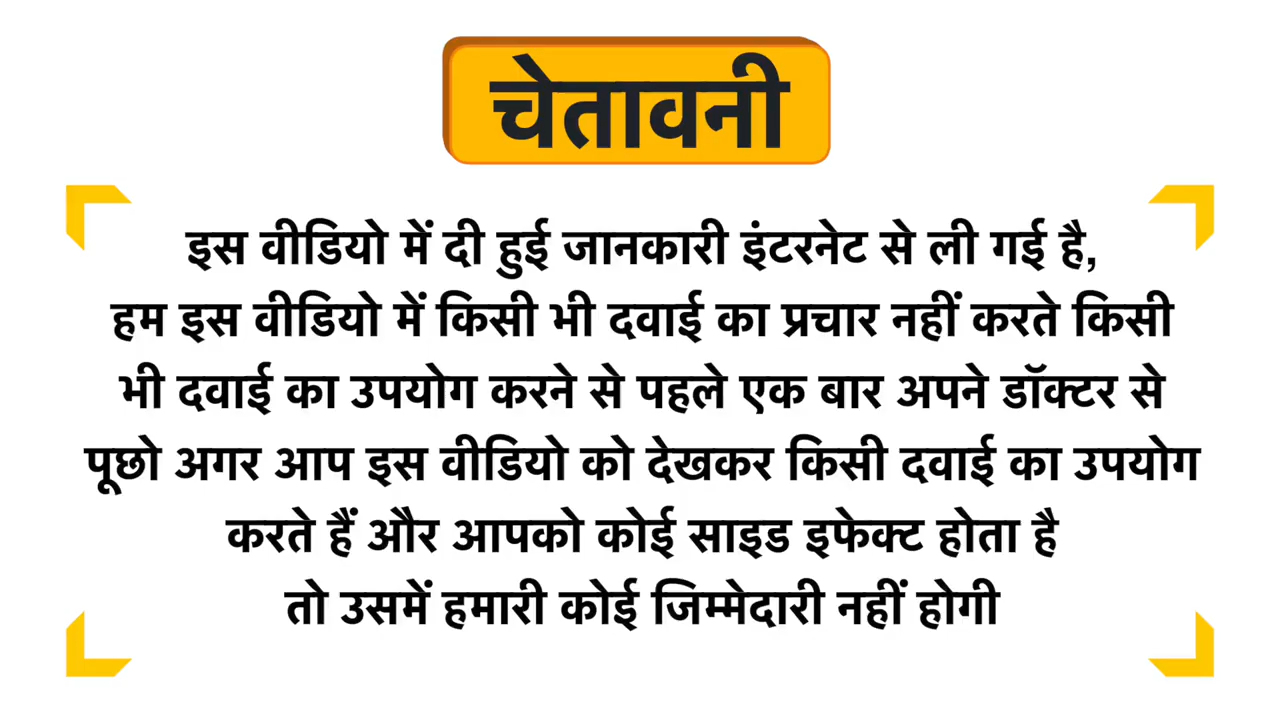 चेतावनी
इस वीडियो में दी हुई जानकारी इंटरनेट से ली गई है,
हम इस वीडियो में किसी भी दवाई का प्रचार नहीं करते किसी
भी दवाई का उपयोग करने से पहले एक बार अपने डॉक्टर से
पूछो अगर आप इस वीडियो को देखकर किसी दवाई का उपयोग
करते हैं और आपको कोई साइड इफेक्ट होता है
तो उसमें हमारी कोई जिम्मेदारी नहीं होगी